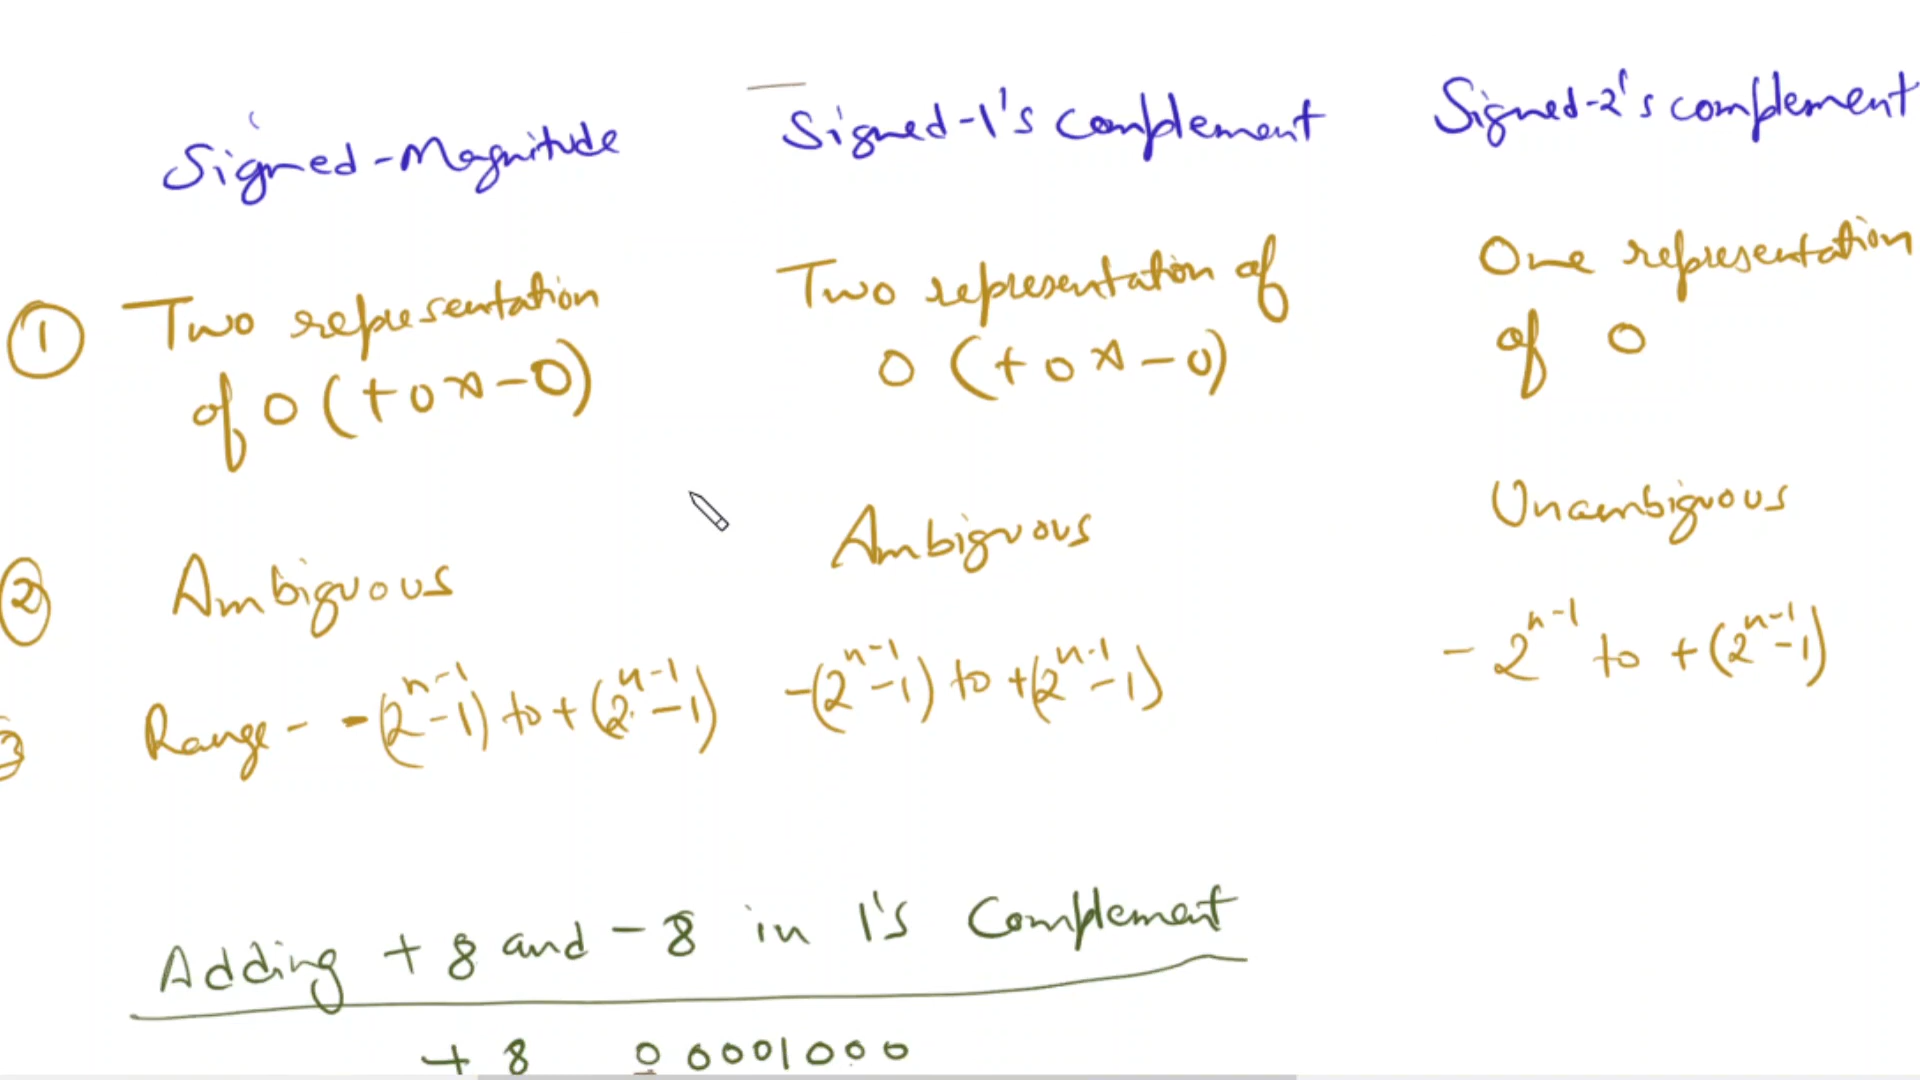 Signed-Magnitude Signed-1's complement Signed-2's complement
① Two representation Two representation of One representation
of 0 (+0 & -0) 0 (+0 & -0) of 0
② Ambiguous Ambiguous Unambiguous
3 Range - -(2^(n-1) - 1) to +(2^(n-1) - 1) -(2^(n-1) - 1) to +(2^(n-1) - 1) -2^(n-1) to +(2^(n-1) - 1)
Adding +8 and -8 in 1's Complement
+8 0 0001000